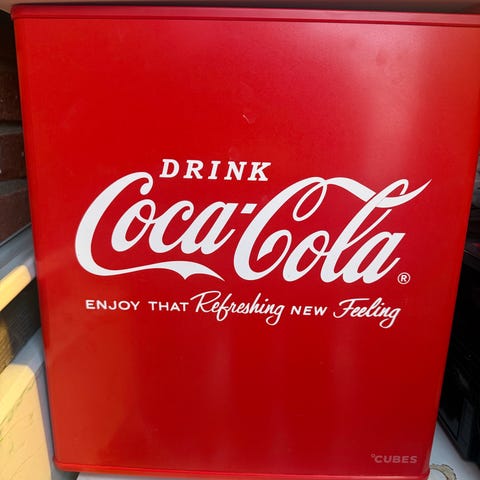 DRINK
Coca-Cola®
ENJOY THAT Refreshing NEW Feeling
°CUBES